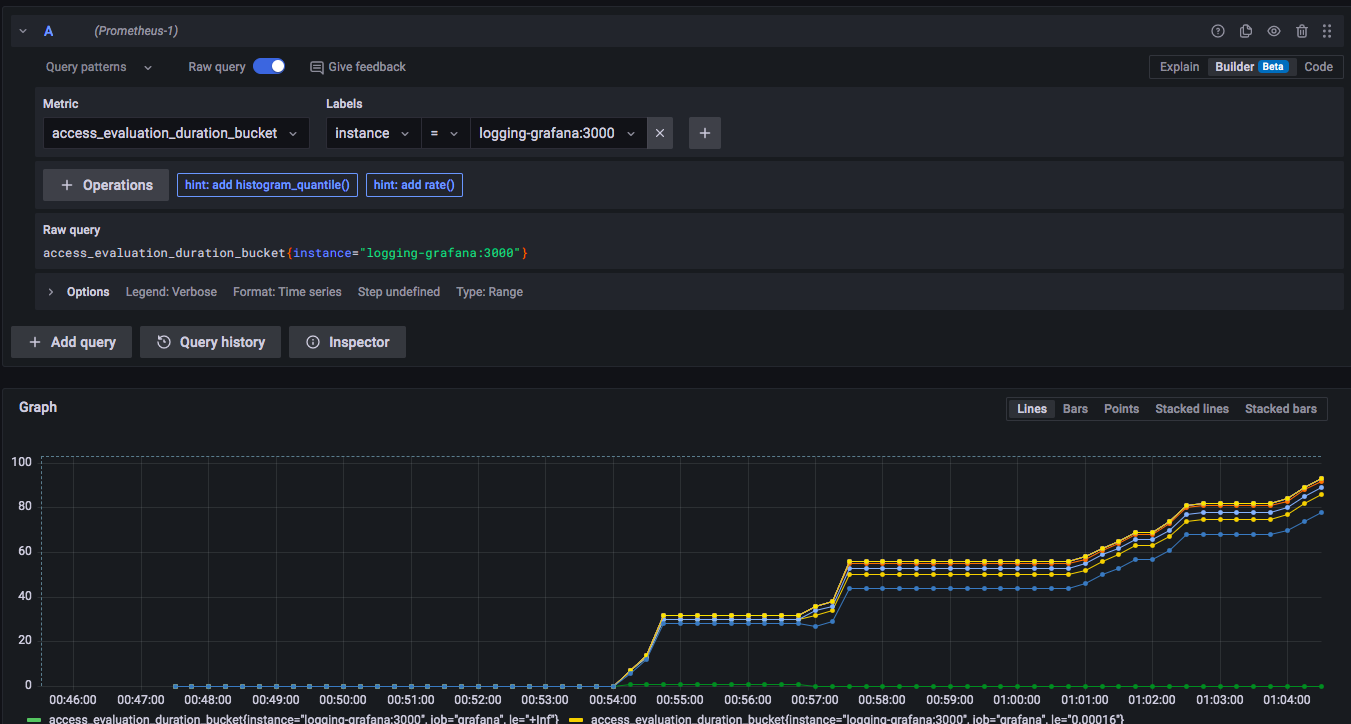 A (Prometheus-1)
Query patterns Raw query Give feedback Explain Builder Beta Code
Metric Labels
access_evaluation_duration_bucket instance = logging-grafana:3000
Operations hint: add histogram_quantile() hint: add rate()
Raw query
access_evaluation_duration_bucket{instance="logging-grafana:3000"}
Options Legend: Verbose Format: Time series Step undefined Type: Range
Add query Query history Inspector
Graph Lines Bars Points Stacked lines Stacked bars
100
80
60
40
20
0
00:46:00 00:47:00 00:48:00 00:49:00 00:50:00 00:51:00 00:52:00 00:53:00 00:54:00 00:55:00 00:56:00 00:57:00 00:58:00 00:59:00 01:00:00 01:01:00 01:02:00 01:03:00 01:04:00
access_evaluation_duration_bucket{instance="logging-grafana:3000", job="grafana", le="+Inf"} access_evaluation_duration_bucket{instance="logging-grafana:3000", job="grafana", le="0.00016"}